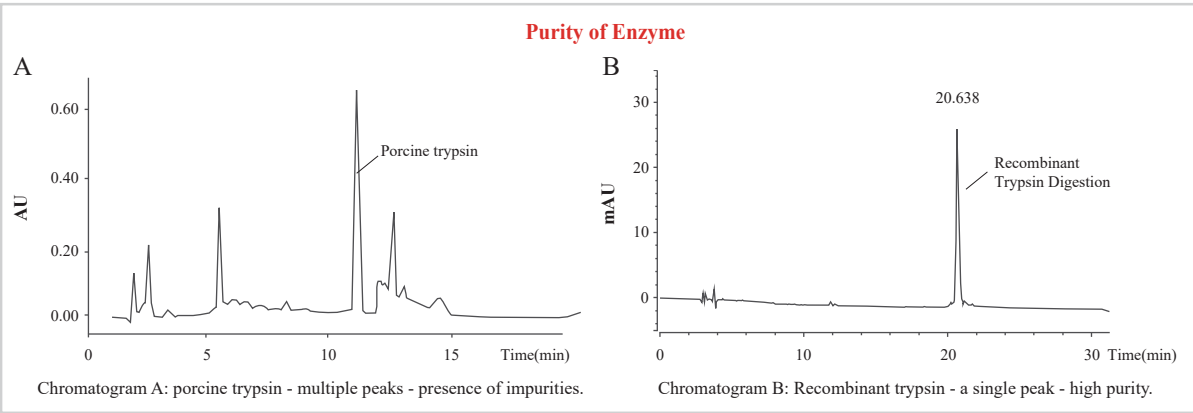 Purity of Enzyme
A
AU
0.60
0.40
0.20
0.00
Porcine trypsin
0
5
10
15
Time(min)
Chromatogram A: porcine trypsin - multiple peaks - presence of impurities.
B
mAU
30
20
10
0
20.638
Recombinant
Trypsin Digestion
0
10
20
30
Time(min)
Chromatogram B: Recombinant trypsin - a single peak - high purity.